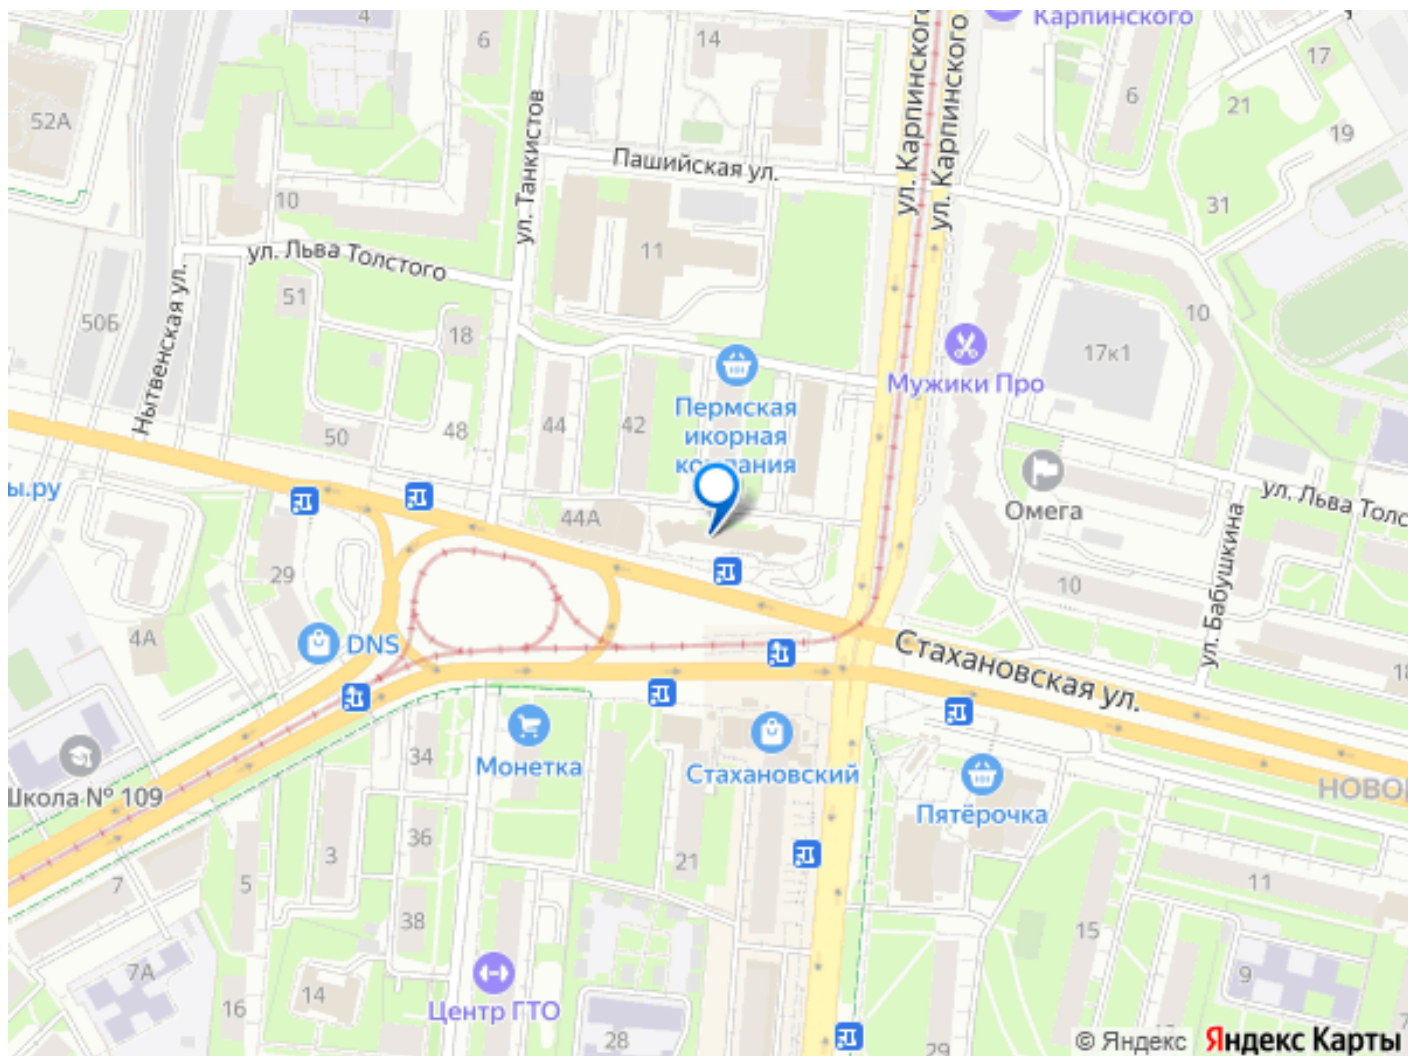 Карпинского
4
6
14
ул. Карпинского
ул. Карпинского
17
6
21
52А
19
ул. Танкистов
Пашийская ул.
10
31
11
ул. Льва Толстого
Нытвенская ул.
51
50Б
18
10
17к1
Мужики Про
Пермская
икорная
компания
44
42
48
50
ы.ру
Омега
ул. Льва Толс
44А
ул. Бабушкина
29
10
4А
DNS
Стахановская ул.
18
34
Монетка
Стахановский
Школа № 109
Пятёрочка
НОВО
36
3
21
7
5
11
38
15
7А
9
16
14
Центр ГТО
28
29
© Яндекс
Яндекс Карты